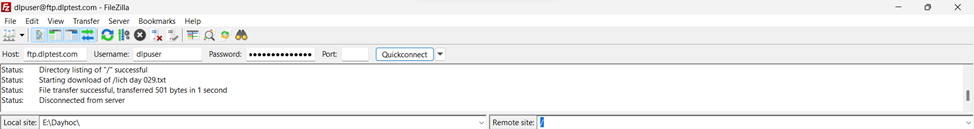 dlpuser@ftp.dlptest.com - FileZilla
File Edit View Transfer Server Bookmarks Help
Host: ftp.dlptest.com Username: dlpuser Password: ●●●●●●●●●●●●●● Port: Quickconnect
Status: Directory listing of "/" successful
Status: Starting download of /lich day 029.txt
Status: File transfer successful, transferred 501 bytes in 1 second
Status: Disconnected from server
Local site: E:\Dayhoc\ Remote site: /